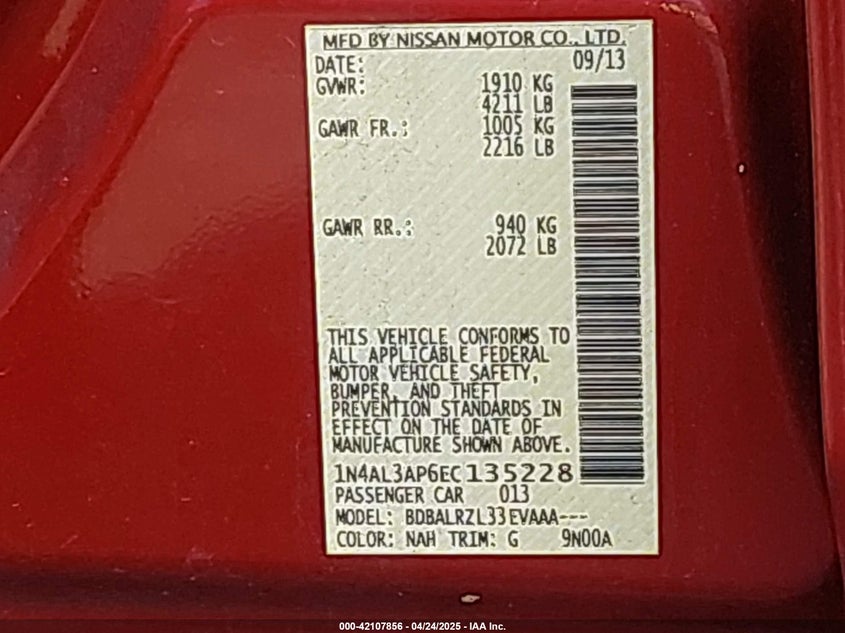 MFD BY NISSAN MOTOR CO., LTD.
DATE: 09/13
GVWR: 1910 KG
4211 LB
GAWR FR.: 1005 KG
2216 LB
GAWR RR.: 940 KG
2072 LB
THIS VEHICLE CONFORMS TO
ALL APPLICABLE FEDERAL
MOTOR VEHICLE SAFETY,
BUMPER, AND THEFT
PREVENTION STANDARDS IN
EFFECT ON THE DATE OF
MANUFACTURE SHOWN ABOVE.
1N4AL3AP6EC135228
PASSENGER CAR 013
MODEL: BDBALRZL33EVAAA---
COLOR: NAH TRIM: G 9N00A
000-42107856 - 04/24/2025 - IAA Inc.